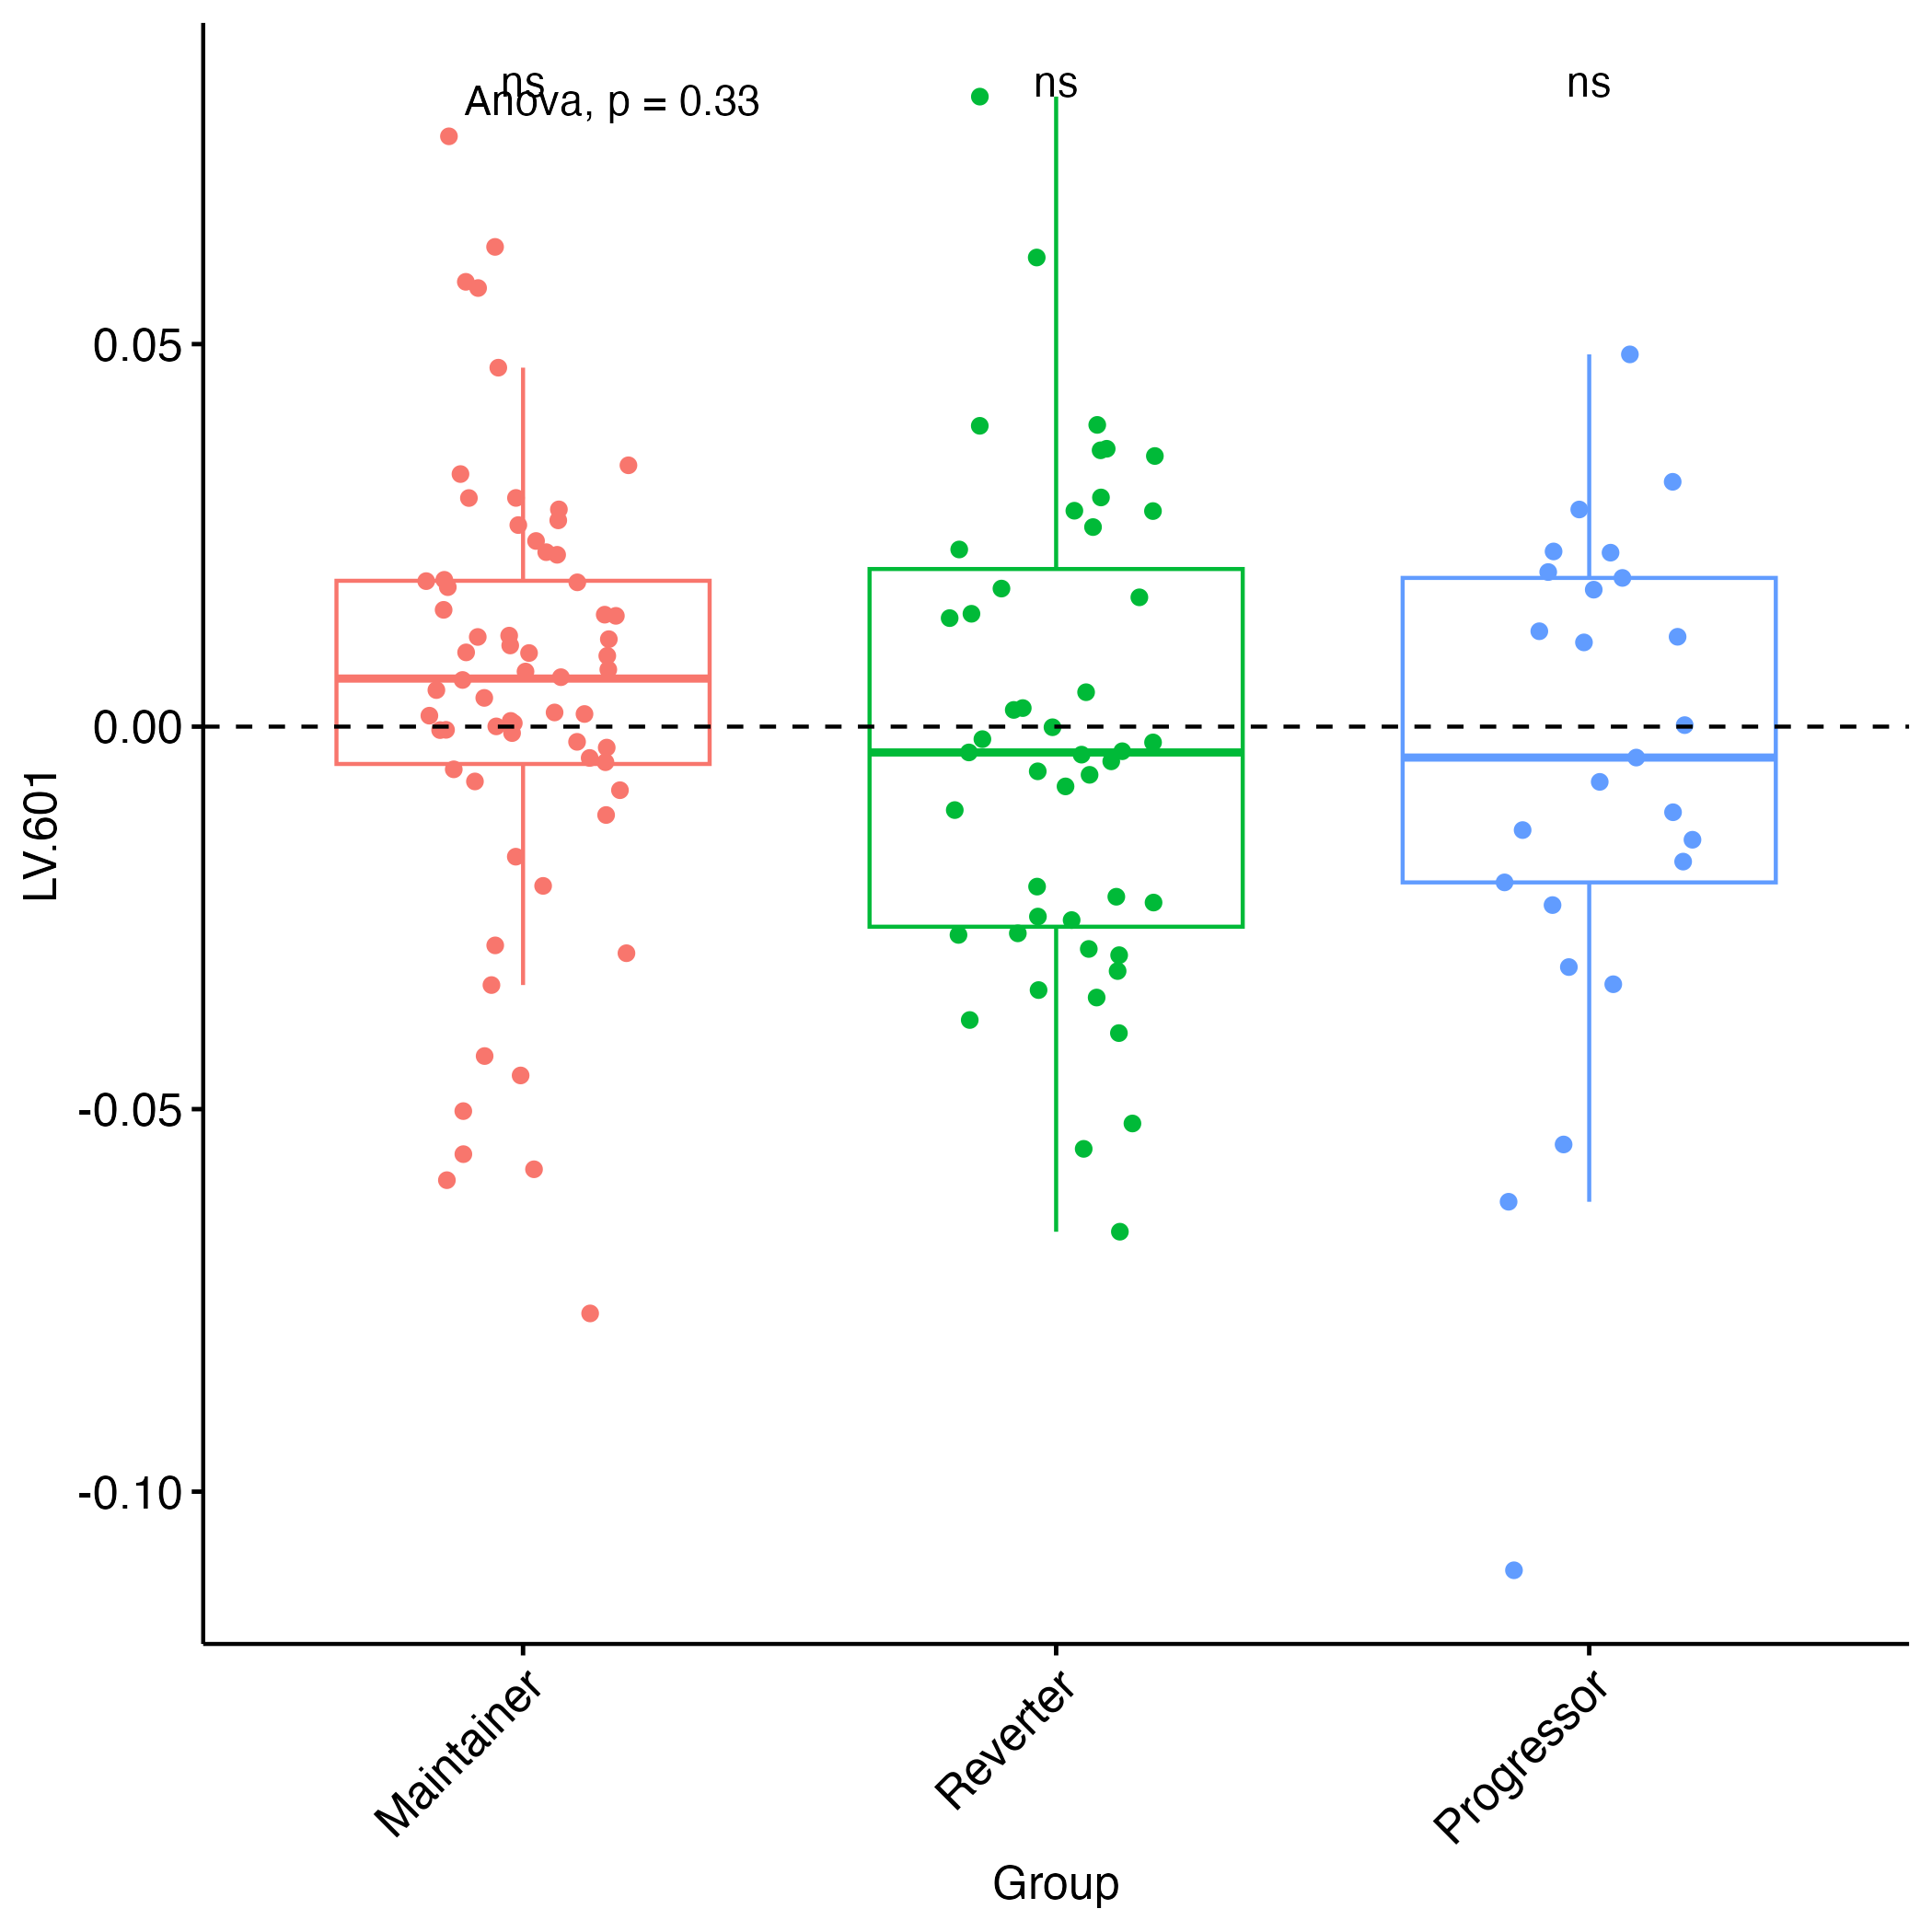 ns
ns
ns
Anova, p = 0.33
0.05
0.00
-0.05
-0.10
LV.601
Maintainer
Reverter
Progressor
Group